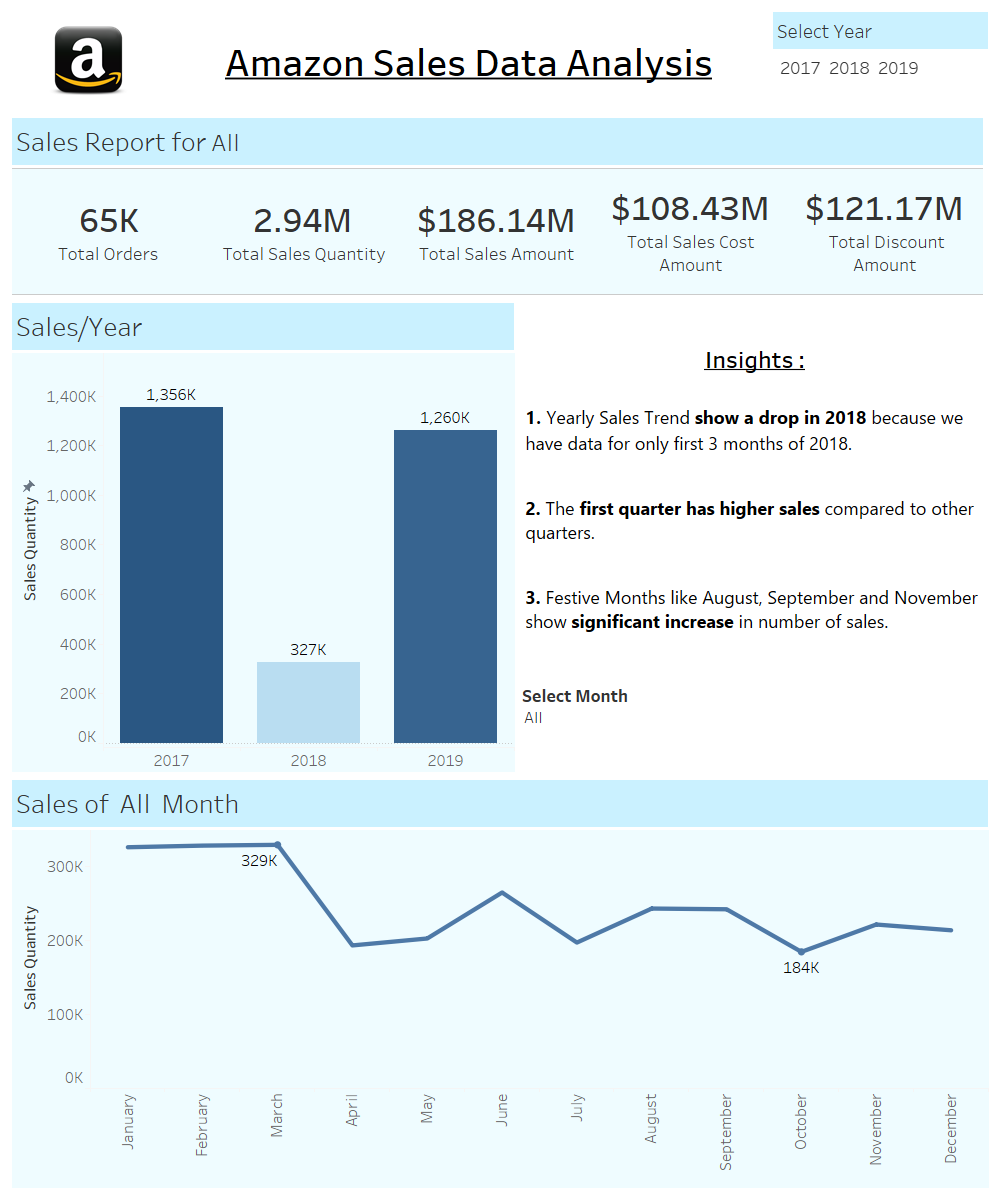 a
Amazon Sales Data Analysis
Select Year
2017 2018 2019
Sales Report for All
65K
Total Orders
2.94M
Total Sales Quantity
$186.14M
Total Sales Amount
$108.43M
Total Sales Cost
Amount
$121.17M
Total Discount
Amount
Sales/Year
Sales Quantity
1,400K
1,200K
1,000K
800K
600K
400K
200K
0K
1,356K
327K
1,260K
2017
2018
2019
Insights :
1. Yearly Sales Trend show a drop in 2018 because we
have data for only first 3 months of 2018.
2. The first quarter has higher sales compared to other
quarters.
3. Festive Months like August, September and November
show significant increase in number of sales.
Select Month
All
Sales of All Month
Sales Quantity
300K
200K
100K
0K
329K
184K
January
February
March
April
May
June
July
August
September
October
November
December